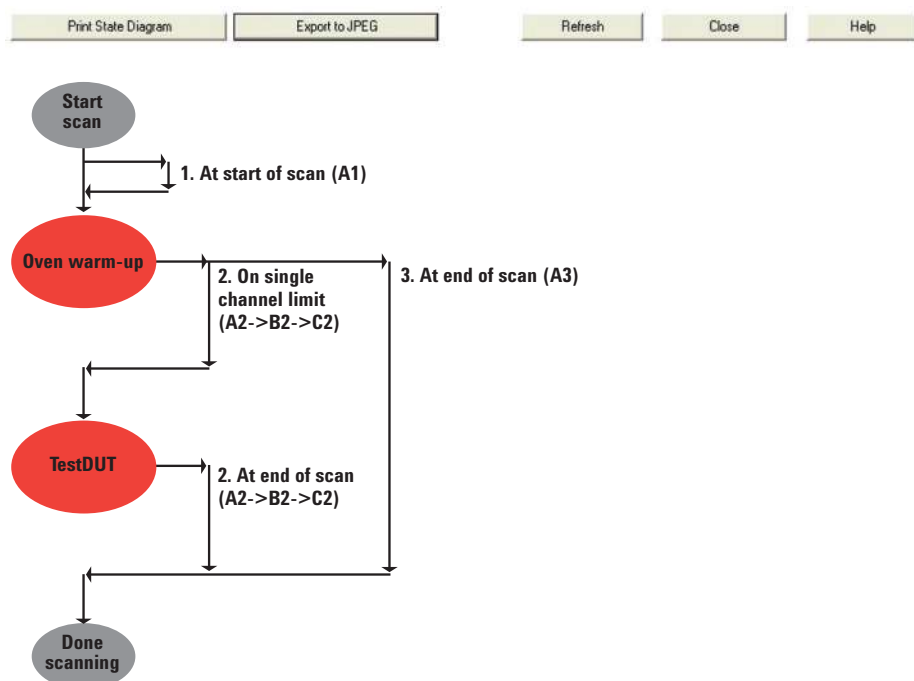 Print State Diagram
Export to JPEG
Refresh
Close
Help
Start
scan
1. At start of scan (A1)
Oven warm-up
2. On single
channel limit
(A2->B2->C2)
3. At end of scan (A3)
TestDUT
2. At end of scan
(A2->B2->C2)
Done
scanning